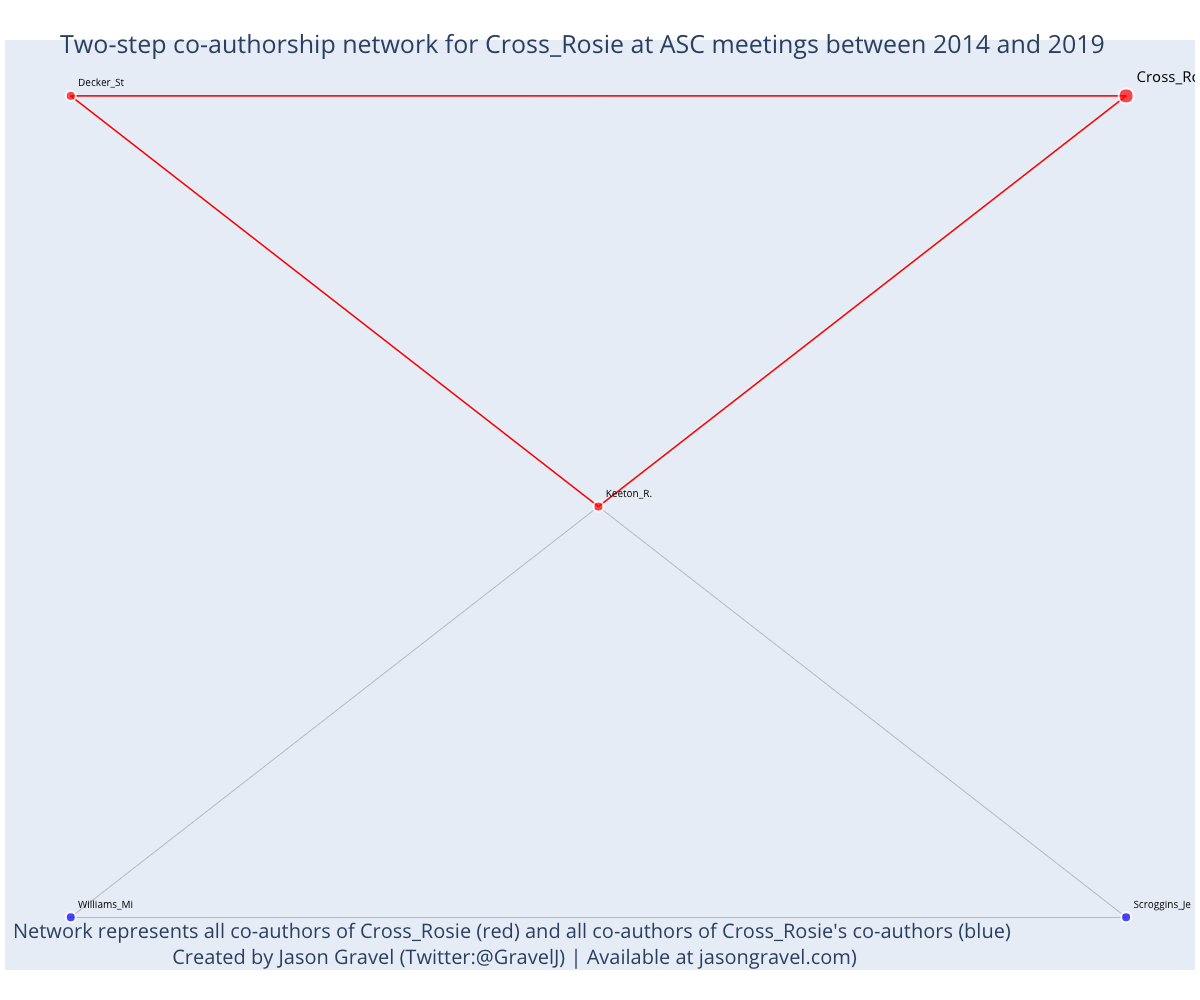 Two-step co-authorship network for Cross_Rosie at ASC meetings between 2014 and 2019
Decker_St
Cross_Ro
Keeton_R.
Williams_Mi
Scroggins_Je
Network represents all co-authors of Cross_Rosie (red) and all co-authors of Cross_Rosie's co-authors (blue)
Created by Jason Gravel (Twitter:@GravelJ) | Available at jasongravel.com)